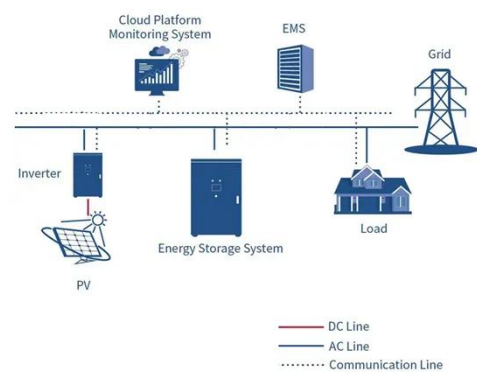 Cloud Platform
Monitoring System
EMS
Grid
Inverter
Energy Storage System
Load
PV
DC Line
AC Line
Communication Line